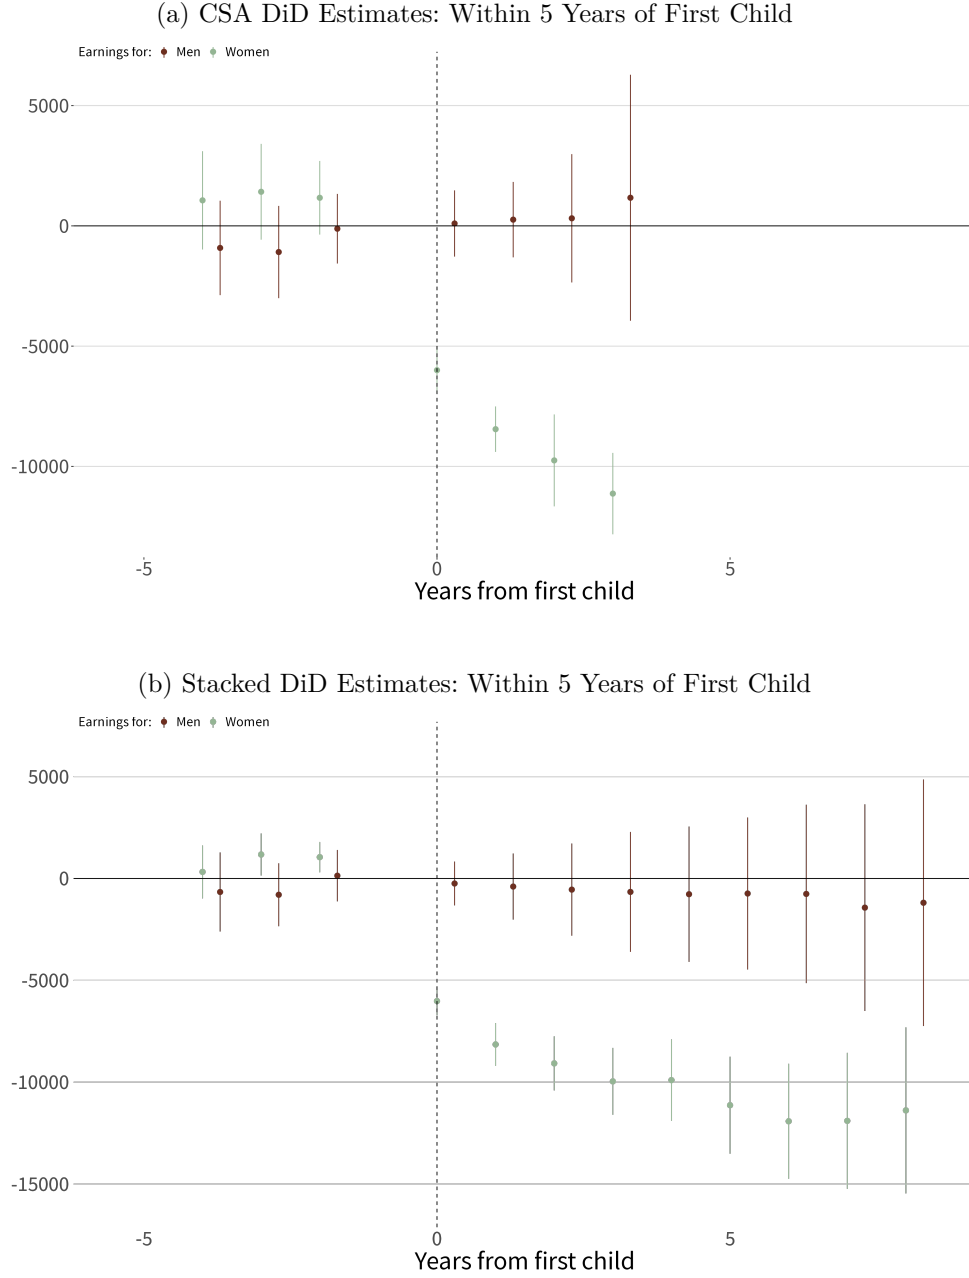 (a) CSA DiD Estimates: Within 5 Years of First Child
Earnings for: Men Women
5000
0
-5000
-10000
-5 0 5
Years from first child
(b) Stacked DiD Estimates: Within 5 Years of First Child
Earnings for: Men Women
5000
0
-5000
-10000
-15000
-5 0 5
Years from first child